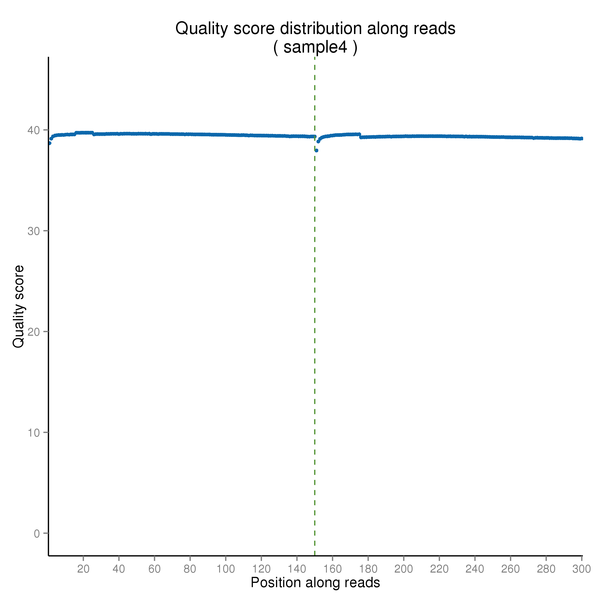 Quality score distribution along reads
( sample4 )
Quality score
40
30
20
10
0
20 40 60 80 100 120 140 160 180 200 220 240 260 280 300
Position along reads